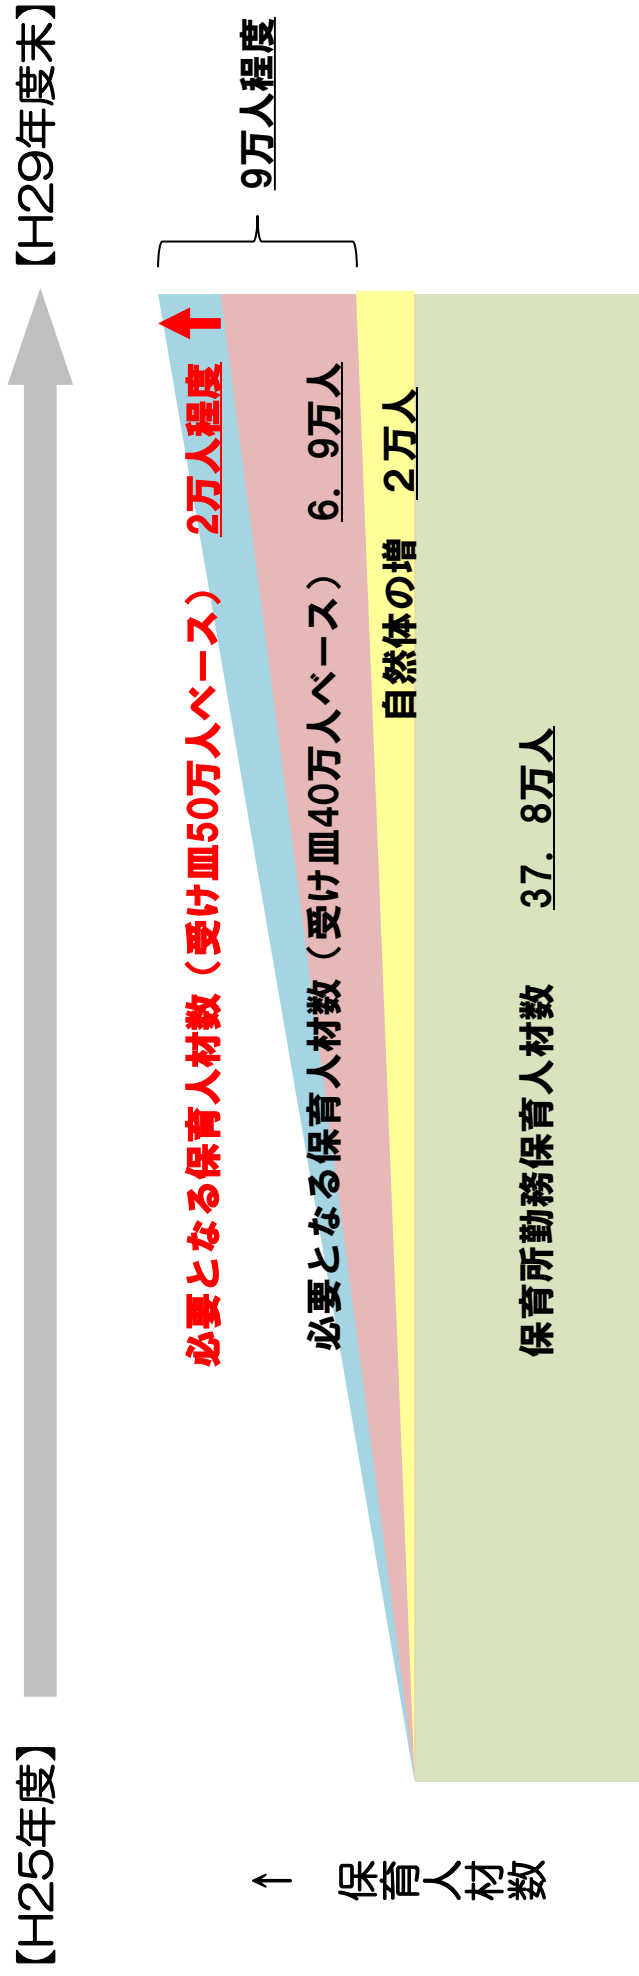 【H25年度】
【H29年度末】
9万人程度
必要となる保育人材数（受け皿50万人ベース） 2万人程度
必要となる保育人材数（受け皿40万人ベース） 6．9万人
自然体の増 2万人
保育所勤務保育人材数 37．8万人
↑
保育人材数